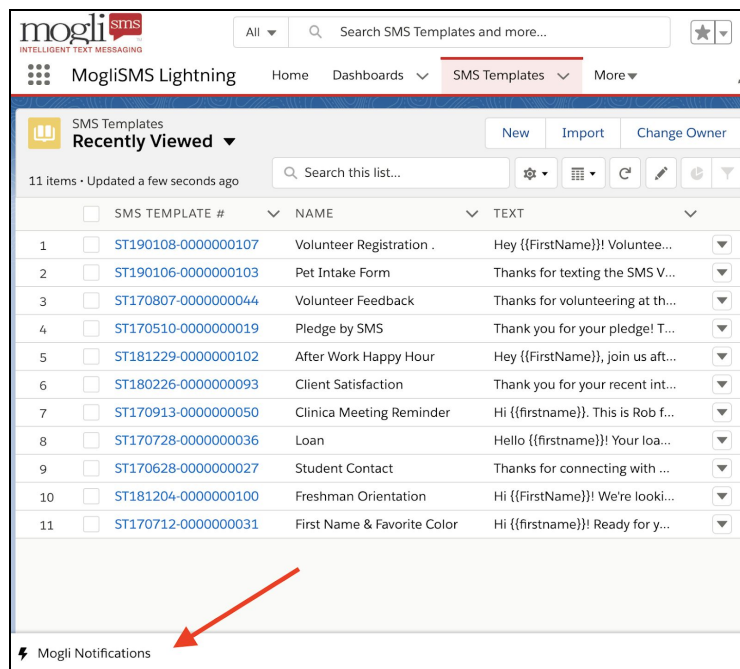 mogli sms
INTELLIGENT TEXT MESSAGING
All Search SMS Templates and more...
MogliSMS Lightning Home Dashboards SMS Templates More
SMS Templates
Recently Viewed
New Import Change Owner
11 items • Updated a few seconds ago
Search this list...
SMS TEMPLATE # NAME TEXT
1 ST190108-0000000107 Volunteer Registration . Hey {{FirstName}}! Voluntee...
2 ST190106-0000000103 Pet Intake Form Thanks for texting the SMS V...
3 ST170807-0000000044 Volunteer Feedback Thanks for volunteering at th...
4 ST170510-0000000019 Pledge by SMS Thank you for your pledge! T...
5 ST181229-0000000102 After Work Happy Hour Hey {{FirstName}}, join us aft...
6 ST180226-0000000093 Client Satisfaction Thank you for your recent int...
7 ST170913-0000000050 Clinica Meeting Reminder Hi {{firstname}}. This is Rob f...
8 ST170728-0000000036 Loan Hello {{firstname}}! Your loa...
9 ST170628-0000000027 Student Contact Thanks for connecting with ...
10 ST181204-0000000100 Freshman Orientation Hi {{FirstName}}! We're looki...
11 ST170712-0000000031 First Name & Favorite Color Hi {{firstname}}! Ready for y...
Mogli Notifications